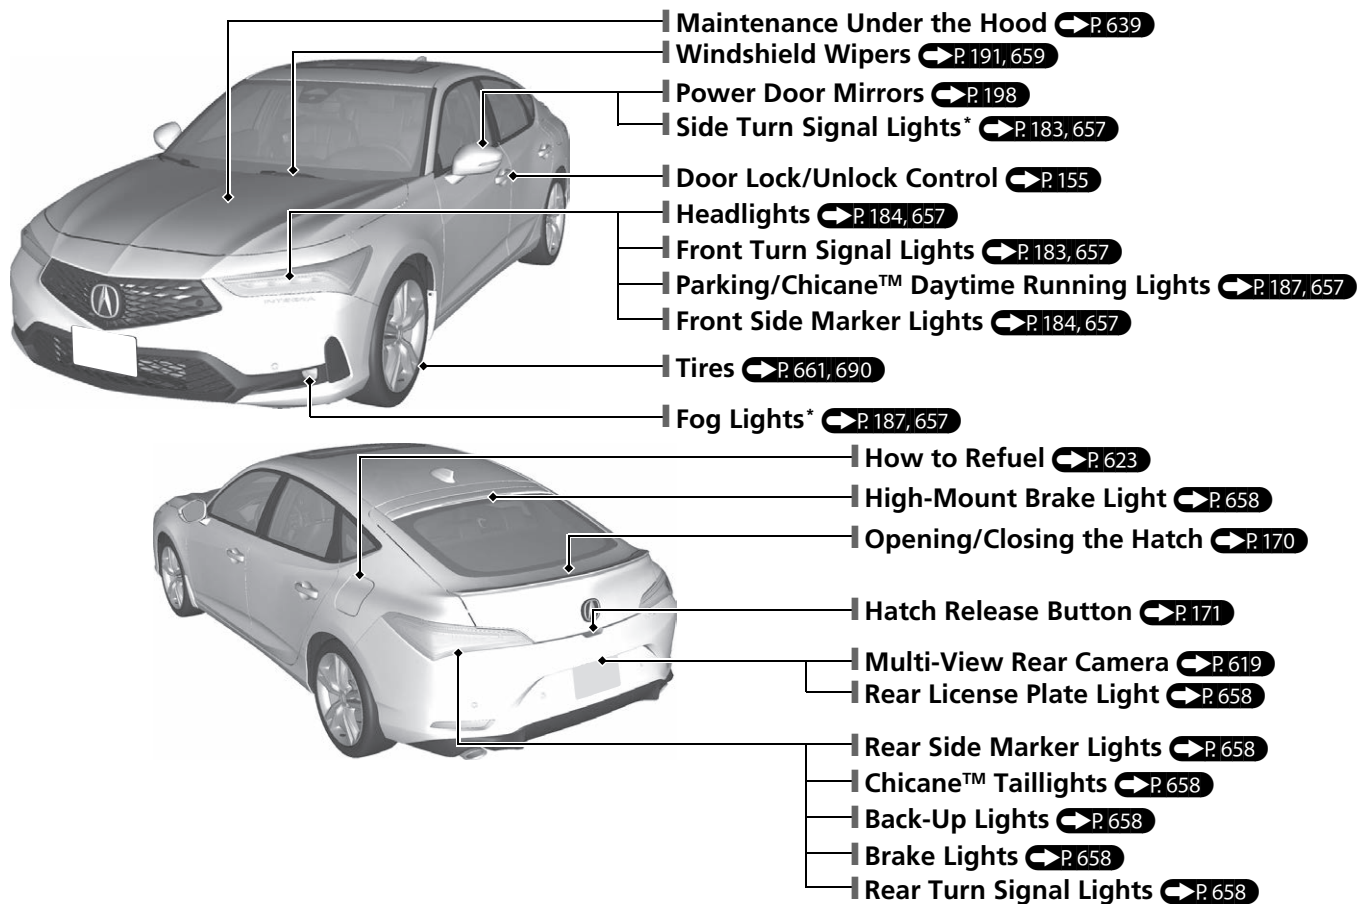 Maintenance Under the Hood P. 639
Windshield Wipers P. 191, 659
Power Door Mirrors P. 198
Side Turn Signal Lights* P. 183, 657
Door Lock/Unlock Control P. 155
Headlights P. 184, 657
Front Turn Signal Lights P. 183, 657
Parking/Chicane™ Daytime Running Lights P. 187, 657
Front Side Marker Lights P. 184, 657
INTEGRA
Tires P. 661, 690
Fog Lights* P. 187, 657
How to Refuel P. 623
High-Mount Brake Light P. 658
Opening/Closing the Hatch P. 170
Hatch Release Button P. 171
Multi-View Rear Camera P. 619
Rear License Plate Light P. 658
Rear Side Marker Lights P. 658
Chicane™ Taillights P. 658
Back-Up Lights P. 658
Brake Lights P. 658
Rear Turn Signal Lights P. 658